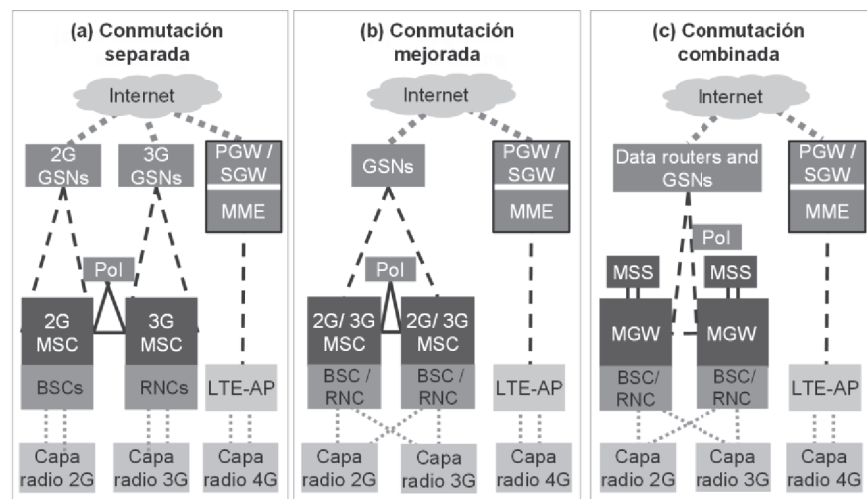 (a) Conmutación
separada
Internet
2G
GSNs
3G
GSNs
PGW /
SGW
MME
PoI
2G
MSC
3G
MSC
BSCs
RNCs
LTE-AP
Capa
radio 2G
Capa
radio 3G
Capa
radio 4G
(b) Conmutación
mejorada
Internet
GSNs
PGW /
SGW
MME
PoI
2G/ 3G
MSC
2G/ 3G
MSC
BSC /
RNC
BSC /
RNC
LTE-AP
Capa
radio 2G
Capa
radio 3G
Capa
radio 4G
(c) Conmutación
combinada
Internet
Data routers and
GSNs
PGW /
SGW
MME
PoI
MSS
MSS
MGW
MGW
BSC/
RNC
BSC/
RNC
LTE-AP
Capa
radio 2G
Capa
radio 3G
Capa
radio 4G